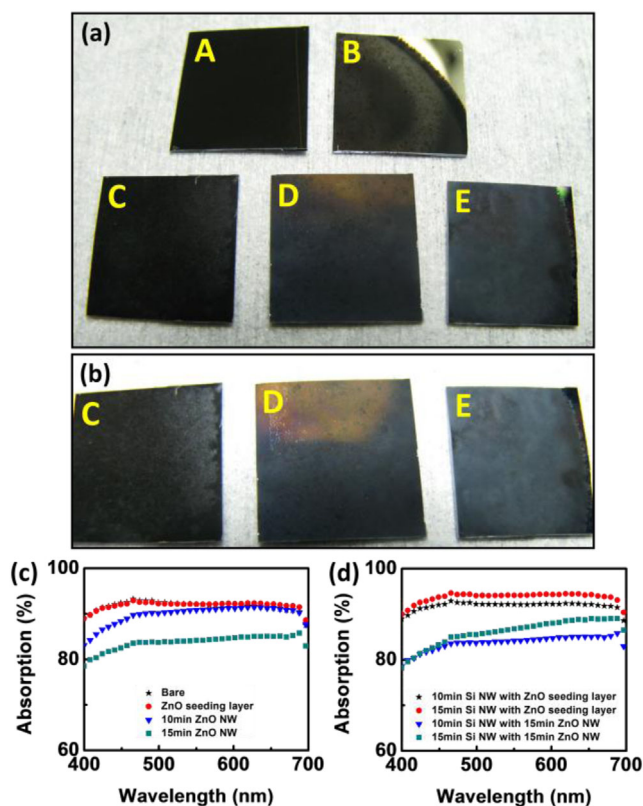 (a)
A
B
C
D
E
(b)
C
D
E
(c)
100
90
80
60
400
500
600
700
Absorption (%)
Wavelength (nm)
Bare
ZnO seeding layer
10min ZnO NW
15min ZnO NW
(d)
100
90
80
60
400
500
600
700
Absorption (%)
Wavelength (nm)
10min Si NW with ZnO seeding layer
15min Si NW with ZnO seeding layer
10min Si NW with 15min ZnO NW
15min Si NW with 15min ZnO NW